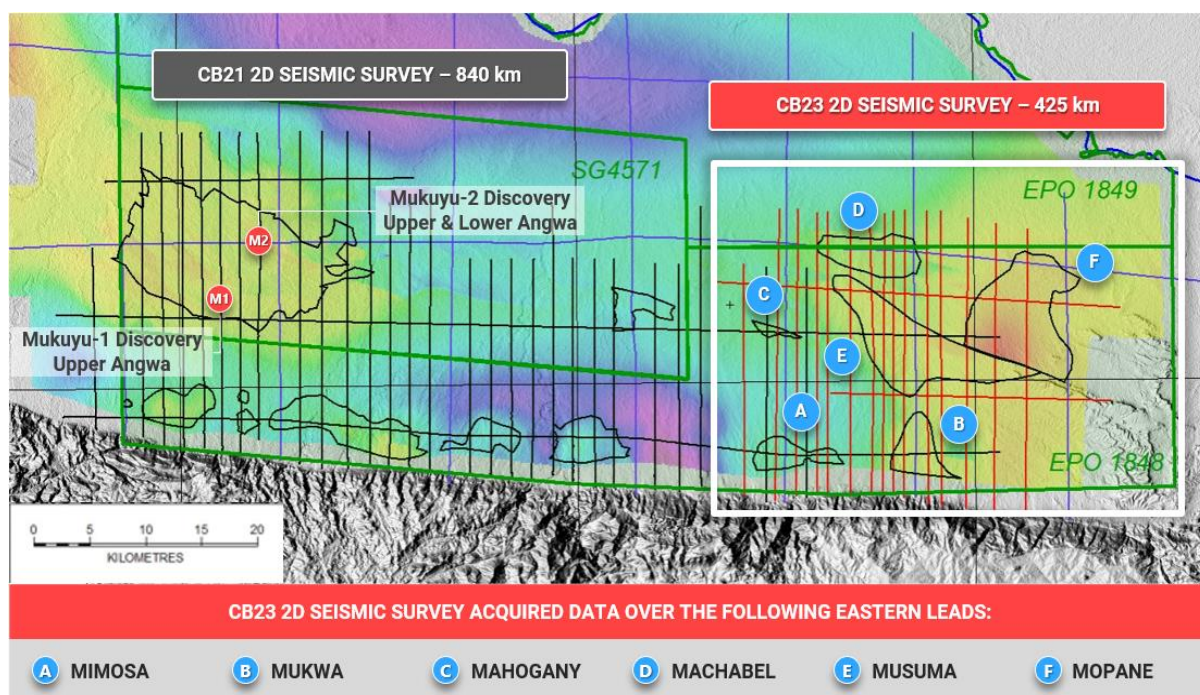 CB21 2D SEISMIC SURVEY – 840 km
CB23 2D SEISMIC SURVEY – 425 km
SG4571
EPO 1849
Mukuyu-2 Discovery
Upper & Lower Angwa
M2
M1
Mukuyu-1 Discovery
Upper Angwa
D
F
C
E
A
B
EPO 1848
0 5 10 15 20
KILOMETRES
CB23 2D SEISMIC SURVEY ACQUIRED DATA OVER THE FOLLOWING EASTERN LEADS:
A MIMOSA B MUKWA C MAHOGANY D MACHABEL E MUSUMA F MOPANE